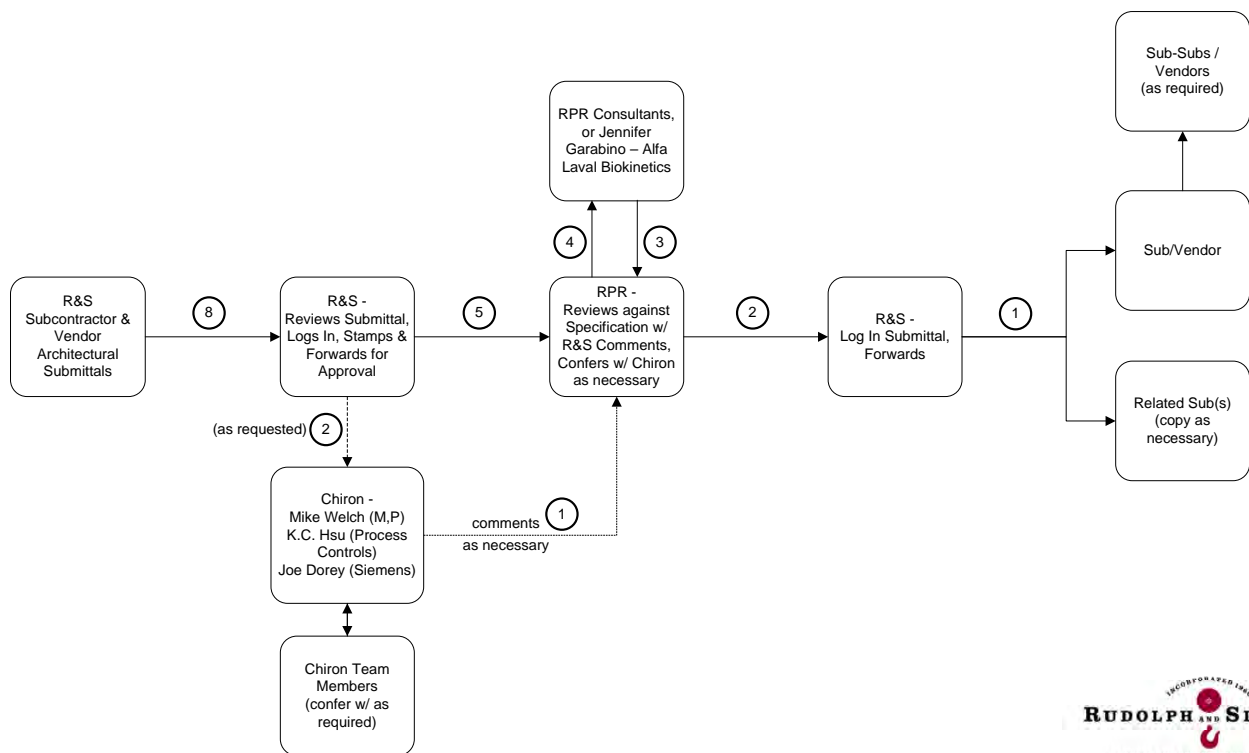 Sub-Subs /
Vendors
(as required)
RPR Consultants,
or Jennifer
Garabino – Alfa
Laval Biokinetics
Sub/Vendor
4
3
R&S
Subcontractor &
Vendor
Architectural
Submittals
8
R&S -
Reviews Submittal,
Logs In, Stamps &
Forwards for
Approval
5
RPR -
Reviews against
Specification w/
R&S Comments,
Confers w/ Chiron
as necessary
2
R&S -
Log In Submittal,
Forwards
1
Related Sub(s)
(copy as
necessary)
(as requested)
2
Chiron -
Mike Welch (M,P)
K.C. Hsu (Process
Controls)
Joe Dorey (Siemens)
comments
1
as necessary
Chiron Team
Members
(confer w/ as
required)
INCORPORATED
RUDOLPH AND